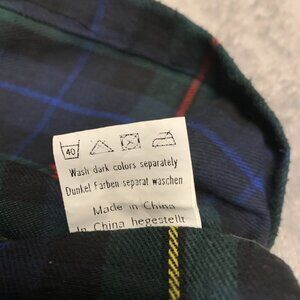 40
Wash dark colors separately
Dunkel Farben separat waschen
Made in China
In China hegestellt